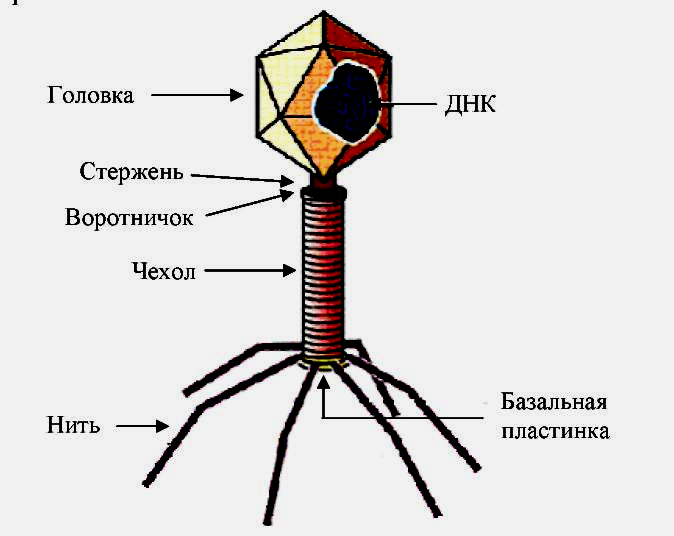 Головка
ДНК
Стержень
Воротничок
Чехол
Нить
Базальная
пластинка